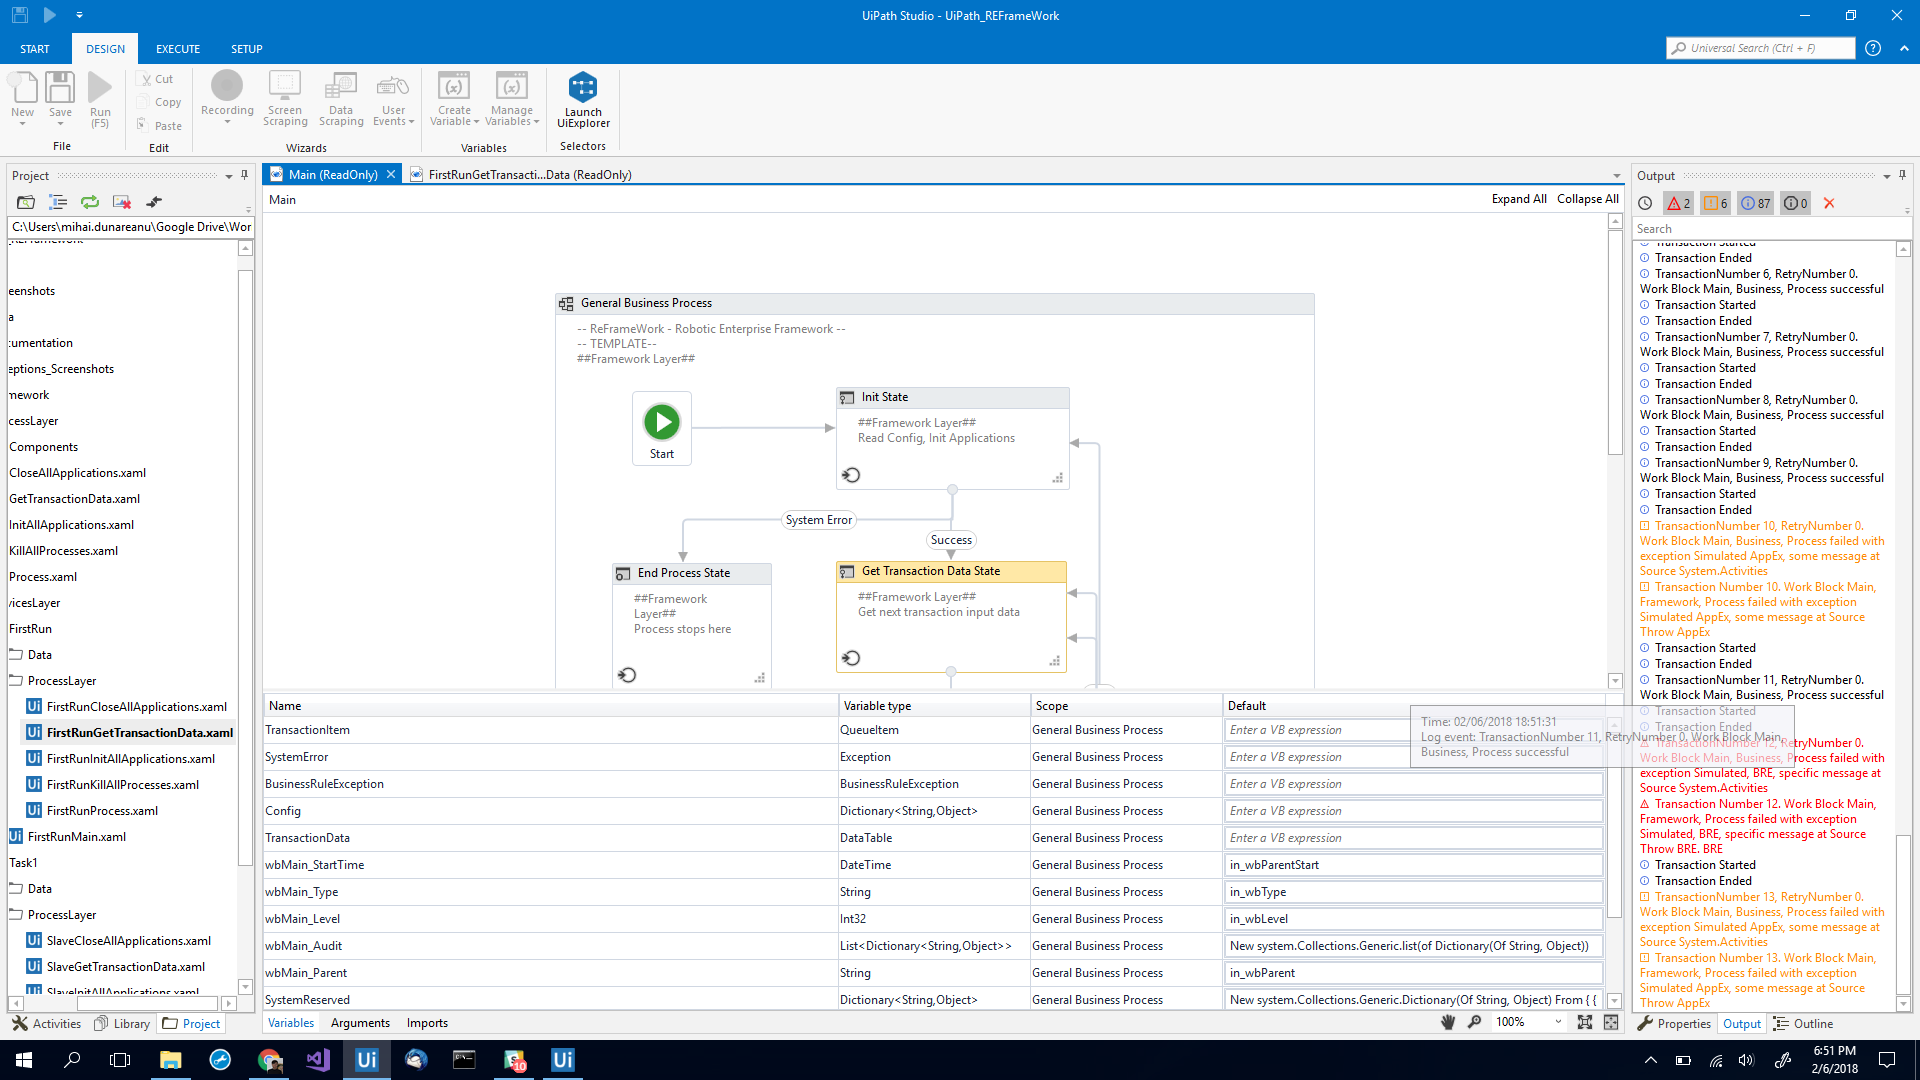 UiPath Studio - UiPath_REFrameWork
START
DESIGN
EXECUTE
SETUP
Universal Search (Ctrl + F)
New
Save
Run
(F5)
File
Cut
Copy
Paste
Edit
Recording
Screen
Scraping
Data
Scraping
User
Events
Wizards
Create
Variable
Manage
Variables
Variables
Launch
UiExplorer
Selectors
Project
C:\Users\mihai.dunareanu\Google Drive\Wor
eenshots
a
cumentation
eptions_Screenshots
mework
cessLayer
Components
CloseAllApplications.xaml
GetTransactionData.xaml
InitAllApplications.xaml
KillAllProcesses.xaml
Process.xaml
vicesLayer
FirstRun
Data
ProcessLayer
FirstRunCloseAllApplications.xaml
FirstRunGetTransactionData.xaml
FirstRunInitAllApplications.xaml
FirstRunKillAllProcesses.xaml
FirstRunProcess.xaml
FirstRunMain.xaml
Task1
Data
ProcessLayer
SlaveCloseAllApplications.xaml
SlaveGetTransactionData.xaml
SlaveInitAllApplications.xaml
Activities
Library
Project
Main (ReadOnly)
FirstRunGetTransacti...Data (ReadOnly)
Main
Expand All
Collapse All
General Business Process
-- ReFrameWork - Robotic Enterprise Framework --
-- TEMPLATE--
##Framework Layer##
Start
Init State
##Framework Layer##
Read Config, Init Applications
System Error
Success
End Process State
##Framework
Layer##
Process stops here
Get Transaction Data State
##Framework Layer##
Get next transaction input data
Name Variable type Scope Default
TransactionItem QueueItem General Business Process Enter a VB expression
SystemError Exception General Business Process Enter a VB expression
BusinessRuleException BusinessRuleException General Business Process Enter a VB expression
Config Dictionary<String,Object> General Business Process Enter a VB expression
TransactionData DataTable General Business Process Enter a VB expression
wbMain_StartTime DateTime General Business Process in_wbParentStart
wbMain_Type String General Business Process in_wbType
wbMain_Level Int32 General Business Process in_wbLevel
wbMain_Audit List<Dictionary<String,Object>> General Business Process New system.Collections.Generic.list(of Dictionary(Of String, Object))
wbMain_Parent String General Business Process in_wbParent
SystemReserved Dictionary<String,Object> General Business Process New system.Collections.Generic.Dictionary(Of String, Object) From { {
Variables
Arguments
Imports
100%
Time: 02/06/2018 18:51:31
Log event: TransactionNumber 11, RetryNumber 0, Work Block Main,
Business, Process successful
Output
2
6
87
0
Search
Transaction Started
Transaction Ended
TransactionNumber 6, RetryNumber 0.
Work Block Main, Business, Process successful
Transaction Started
Transaction Ended
TransactionNumber 7, RetryNumber 0.
Work Block Main, Business, Process successful
Transaction Started
Transaction Ended
TransactionNumber 8, RetryNumber 0.
Work Block Main, Business, Process successful
Transaction Started
Transaction Ended
TransactionNumber 9, RetryNumber 0.
Work Block Main, Business, Process successful
Transaction Started
Transaction Ended
TransactionNumber 10, RetryNumber 0.
Work Block Main, Business, Process failed with
exception Simulated AppEx, some message at
Source System.Activities
Transaction Number 10. Work Block Main,
Framework, Process failed with exception
Simulated AppEx, some message at Source
Throw AppEx
Transaction Started
Transaction Ended
TransactionNumber 11, RetryNumber 0.
Work Block Main, Business, Process successful
Transaction Started
Transaction Ended
TransactionNumber 12, RetryNumber 0.
Work Block Main, Business, Process failed with
exception Simulated, BRE, specific message at
Source System.Activities
Transaction Number 12. Work Block Main,
Framework, Process failed with exception
Simulated, BRE, specific message at Source
Throw BRE. BRE
Transaction Started
Transaction Ended
TransactionNumber 13, RetryNumber 0.
Work Block Main, Business, Process failed with
exception Simulated AppEx, some message at
Source System.Activities
Transaction Number 13. Work Block Main,
Framework, Process failed with exception
Simulated AppEx, some message at Source
Throw AppEx
Properties
Output
Outline
6:51 PM
2/6/2018